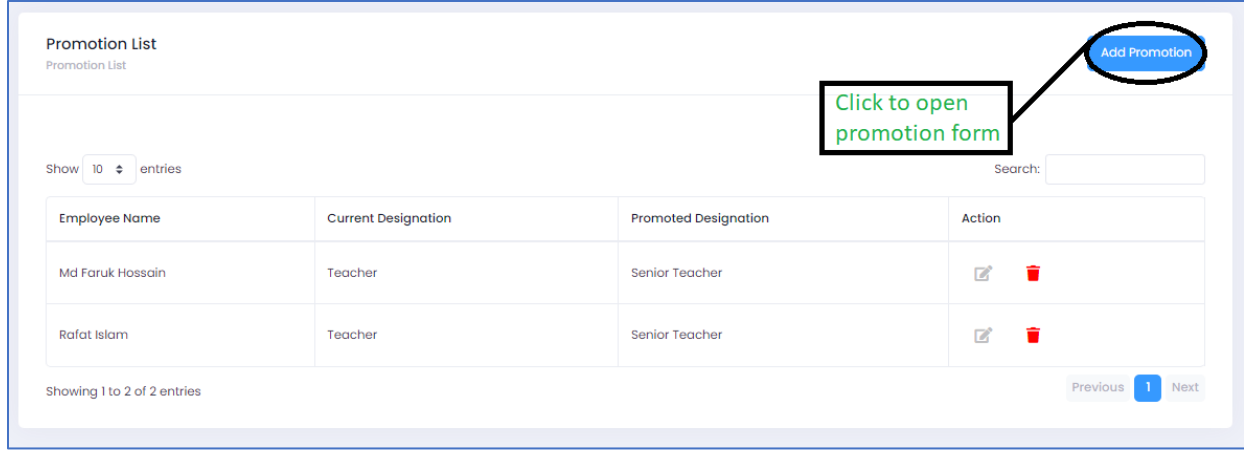 Promotion List
Promotion List
Add Promotion
Click to open
promotion form
Show 10 entries
Search:
Employee Name Current Designation Promoted Designation Action
Md Faruk Hossain Teacher Senior Teacher
Rafat Islam Teacher Senior Teacher
Showing 1 to 2 of 2 entries
Previous 1 Next